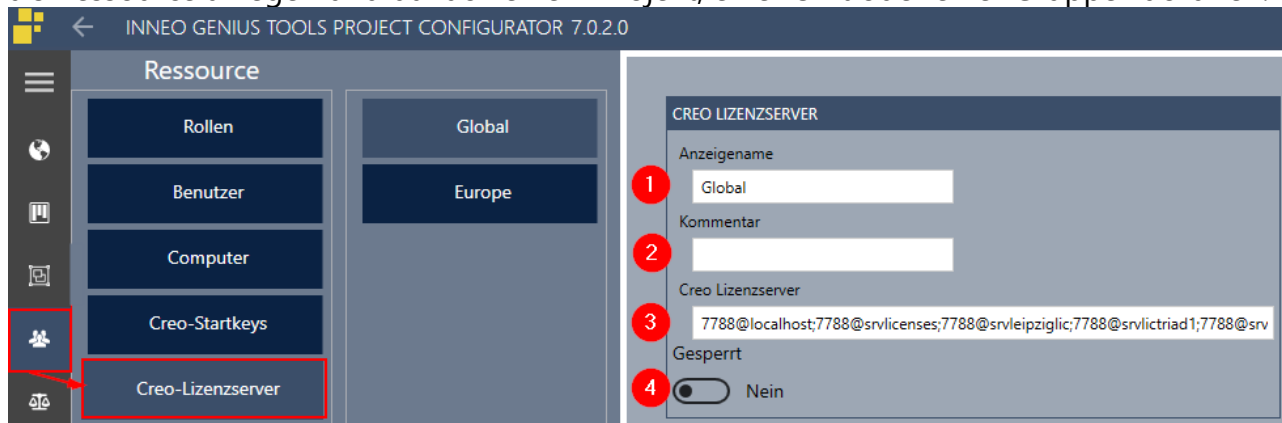 INNEO GENIUS TOOLS PROJECT CONFIGURATOR 7.0.2.0
Ressource
Rollen
Benutzer
Computer
Creo-Startkeys
Creo-Lizenzserver
Global
Europe
CREO LIZENZSERVER
Anzeigename
1 Global
Kommentar
2
Creo Lizenzserver
3 7788@localhost;7788@srvlicenses;7788@srvleipziglic;7788@srvlictriad1;7788@srv
Gesperrt
4 Nein